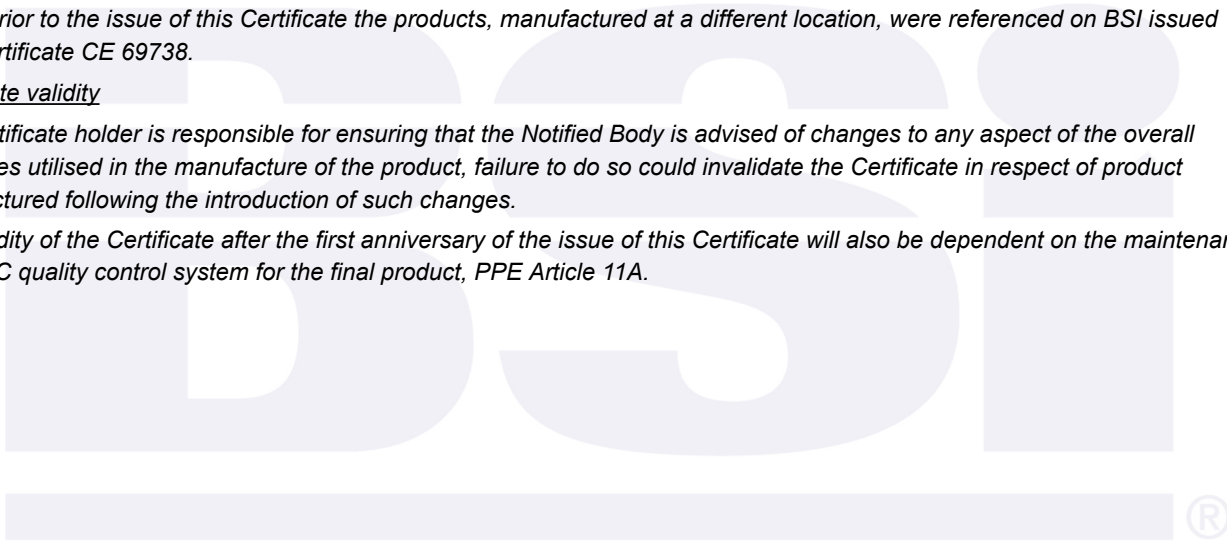 rior to the issue of this Certificate the products, manufactured at a different location, were referenced on BSI issued
rtificate CE 69738.
te validity
tificate holder is responsible for ensuring that the Notified Body is advised of changes to any aspect of the overall
es utilised in the manufacture of the product, failure to do so could invalidate the Certificate in respect of product
ctured following the introduction of such changes.
dity of the Certificate after the first anniversary of the issue of this Certificate will also be dependent on the maintenan
C quality control system for the final product, PPE Article 11A.
BSi
®